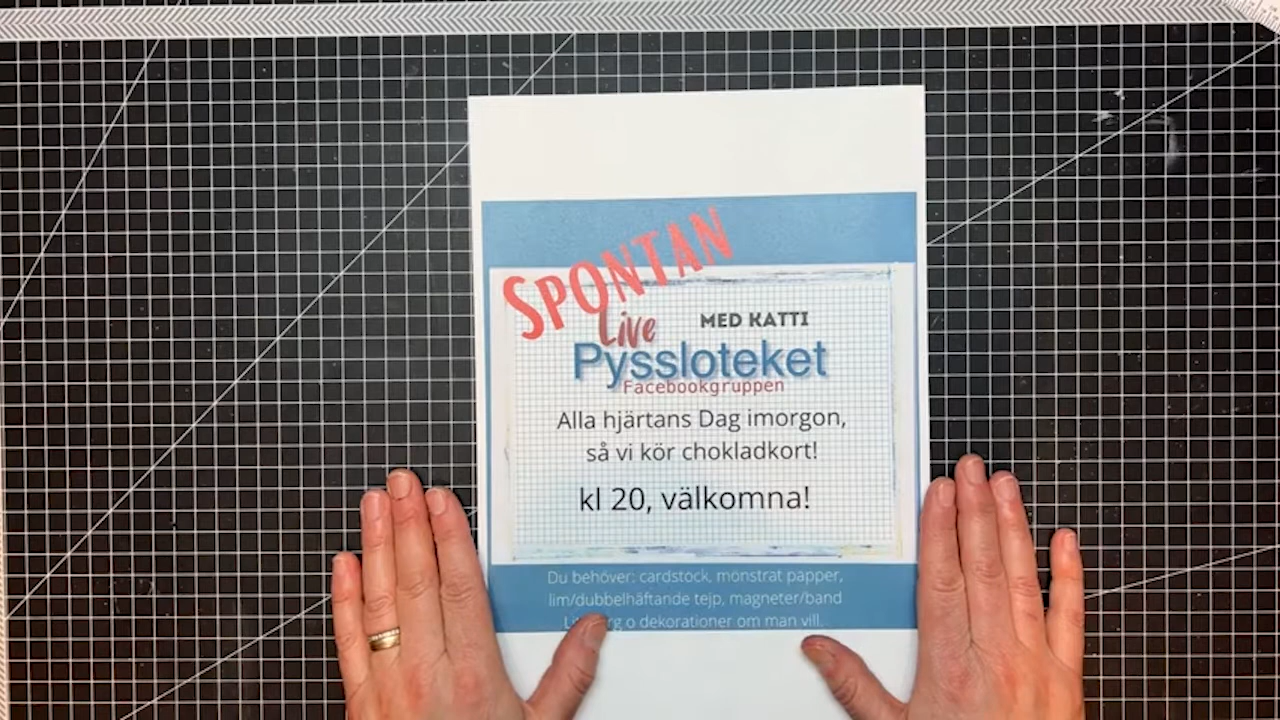 SPONTAN
Live
MED KATTI
Pyssloteket
Facebookgruppen
Alla hjärtans Dag imorgon,
så vi kör chokladkort!
kl 20, välkomna!
Du behöver: cardstock, mönstrat papper,
lim/dubbelhäftande tejp, magneter/band
o dekorationer om man vill.